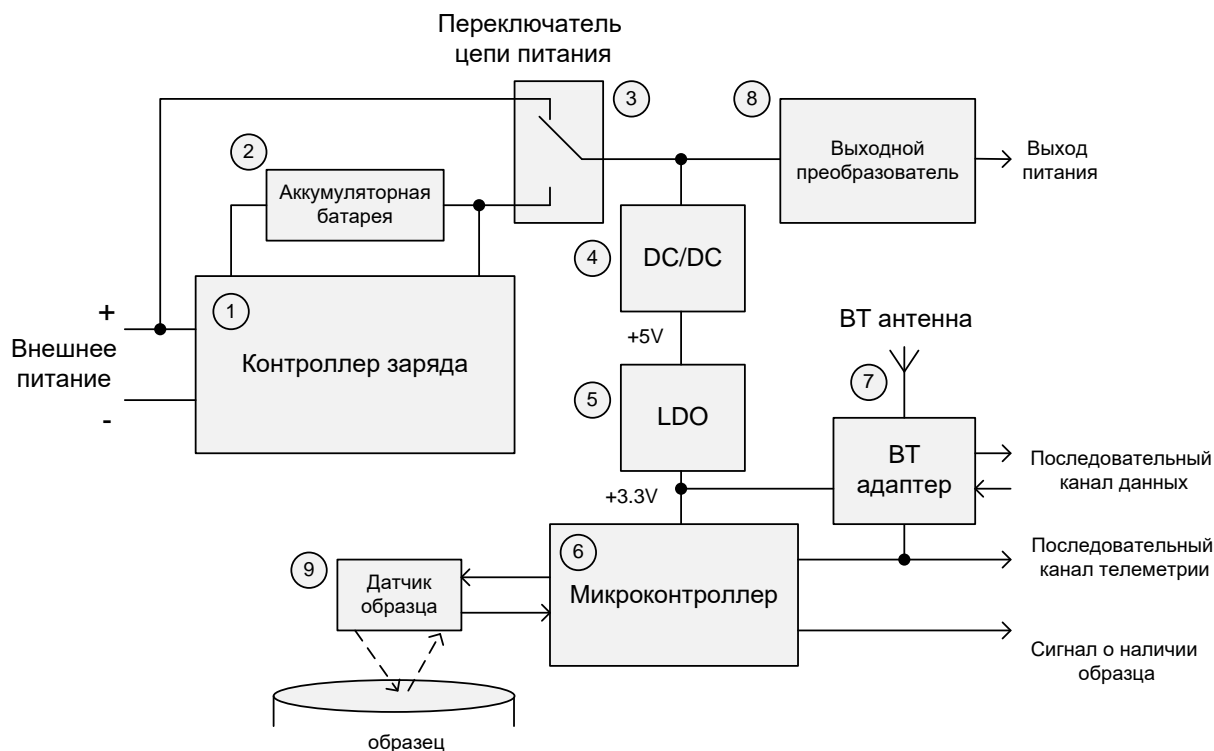 Переключатель
цепи питания
3
8
2
Аккумуляторная
батарея
Выходной
преобразователь
Выход
питания
4
DC/DC
1
+
Внешнее
питание
-
Контроллер заряда
+5V
BT антенна
7
5
LDO
BT
адаптер
Последовательный
канал данных
+3.3V
6
Микроконтроллер
Последовательный
канал телеметрии
9
Датчик
образца
Сигнал о наличии
образца
образец